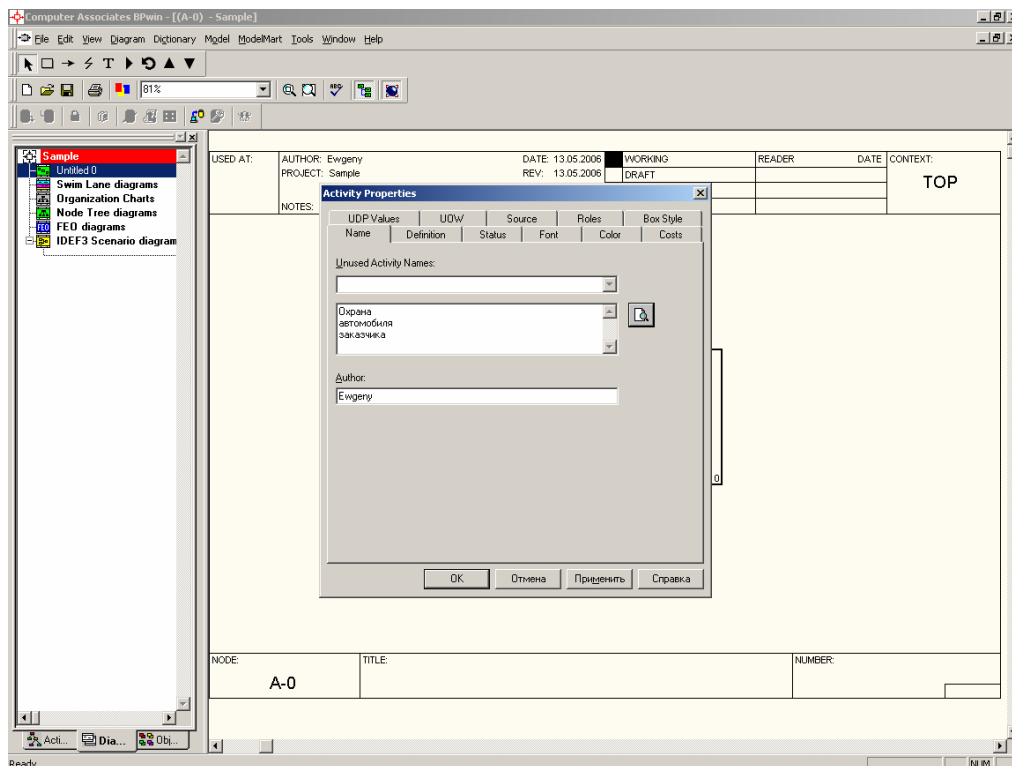 Computer Associates BPwin - [(A-0) - Sample]
File Edit View Diagram Dictionary Model ModelMart Tools Window Help
T
81%
Sample
Untitled 0
Swim Lane diagrams
Organization Charts
Node Tree diagrams
FEO diagrams
IDEF3 Scenario diagram
USED AT: AUTHOR: Ewgeny DATE: 13.05.2006 WORKING READER DATE CONTEXT:
PROJECT: Sample REV: 13.05.2006 DRAFT
TOP
NOTES:
Activity Properties
UDP Values UOW Source Roles Box Style
Name Definition Status Font Color Costs
Unused Activity Names:
Охрана
автомобиля
заказчика
Author:
Ewgeny
0
OK Отмена Применить Справка
NODE: TITLE: NUMBER:
A-0
Acti... Dia... Obj...
Ready NUM